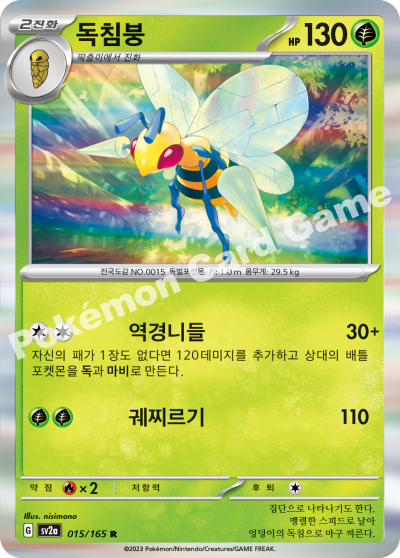 2진화
독침붕
HP 130
딱충이에서 진화
전국도감 NO.0015 독벌포켓몬 키: 1.0m 몸무게: 29.5kg
역경니들 30+
자신의 패가 1장도 없다면 120데미지를 추가하고 상대의 배틀
포켓몬을 독과 마비로 만든다.
궤찌르기 110
약점 ×2 저항력 후퇴
Illus. nisimono
G sv2a 015/165 R
집단으로 나타나기도 한다.
맹렬한 스피드로 날아
엉덩이의 독침으로 마구 찌른다.
©2023 Pokémon/Nintendo/Creatures/GAME FREAK.
Pokémon Card Game